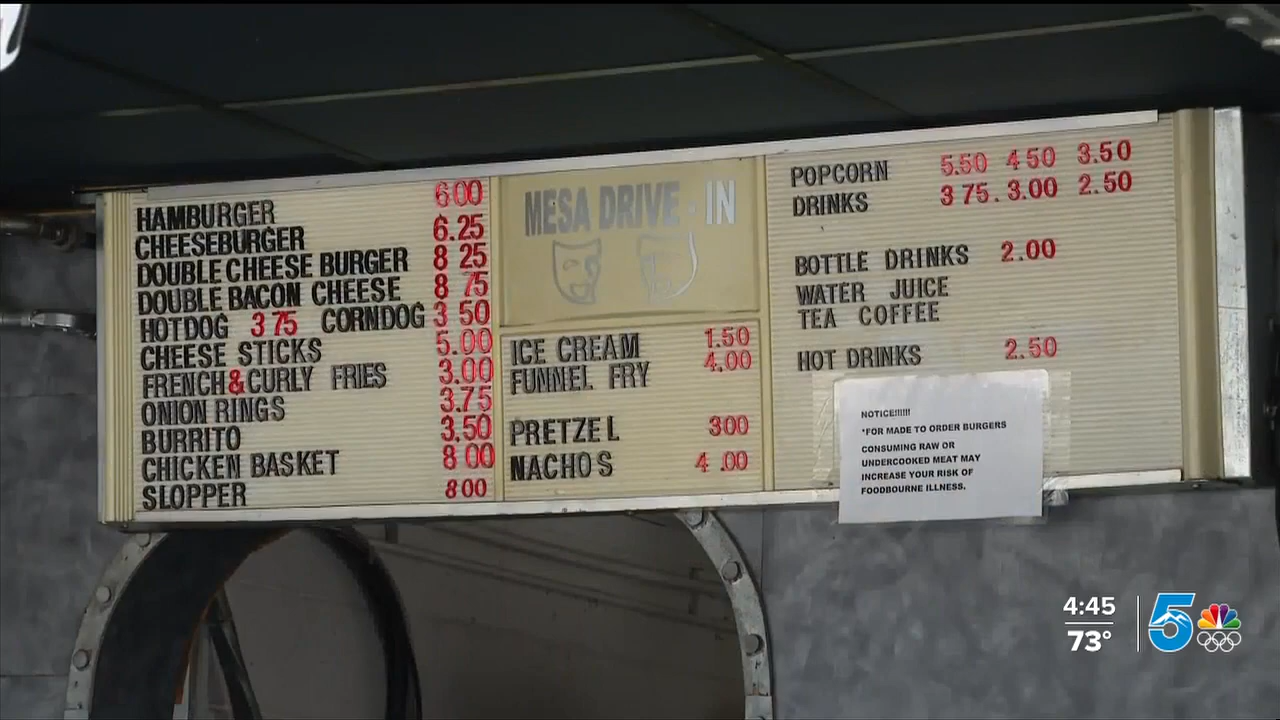 HAMBURGER 6.00
CHEESEBURGER 6.25
DOUBLE CHEESE BURGER 8 25
DOUBLE BACON CHEESE 8 75
HOTDOG 3 75 CORNDOG 3 50
CHEESE STICKS 5.00
FRENCH&CURLY FRIES 3.00
ONION RINGS 3.75
BURRITO 3.50
CHICKEN BASKET 8 00
SLOPPER 8 00
MESA DRIVE-IN
ICE CREAM 1.50
FUNNEL FRY 4.00
PRETZEL 300
NACHOS 4 .00
POPCORN 5.50 4 50 3.50
DRINKS 3 75 . 3.00 2.50
BOTTLE DRINKS 2.00
WATER JUICE
TEA COFFEE
HOT DRINKS 2.50
NOTICE!!!!!!
*FOR MADE TO ORDER BURGERS
CONSUMING RAW OR
UNDERCOOKED MEAT MAY
INCREASE YOUR RISK OF
FOODBOURNE ILLNESS.
4:45
73°
5